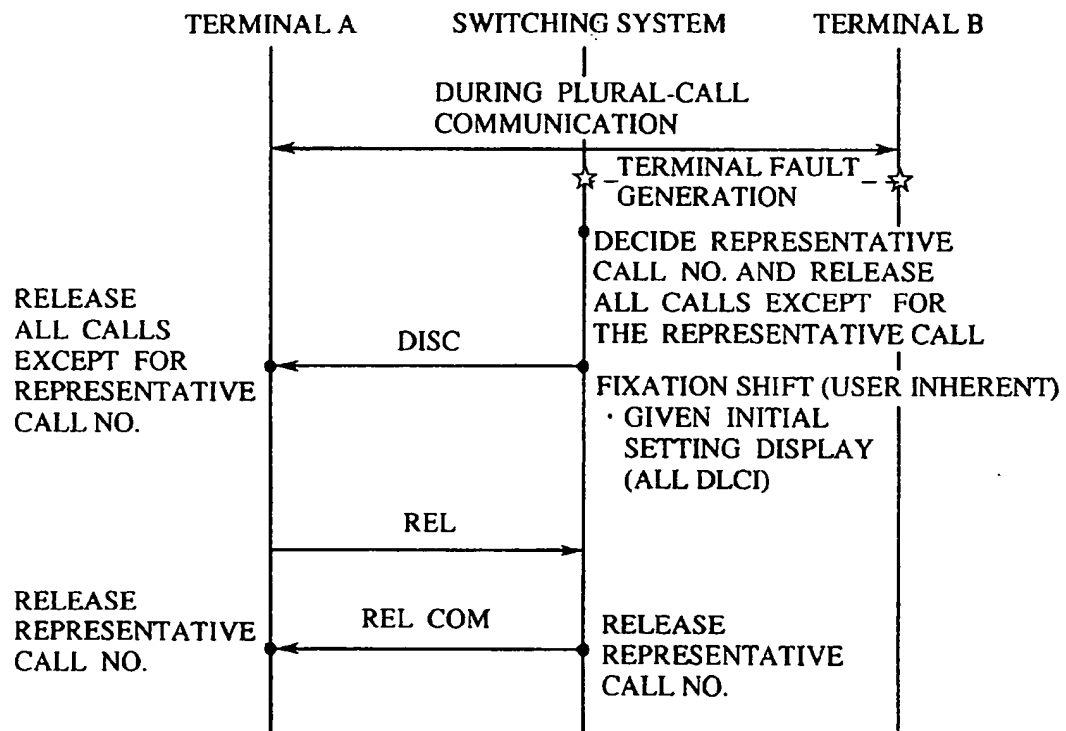 TERMINAL A SWITCHING SYSTEM TERMINAL B
DURING PLURAL-CALL
COMMUNICATION
TERMINAL FAULT
GENERATION
DECIDE REPRESENTATIVE
CALL NO. AND RELEASE
ALL CALLS EXCEPT FOR
THE REPRESENTATIVE CALL
RELEASE
ALL CALLS
EXCEPT FOR
REPRESENTATIVE
CALL NO.
DISC
FIXATION SHIFT (USER INHERENT)
· GIVEN INITIAL
SETTING DISPLAY
(ALL DLCI)
REL
RELEASE
REPRESENTATIVE
CALL NO.
REL COM
RELEASE
REPRESENTATIVE
CALL NO.